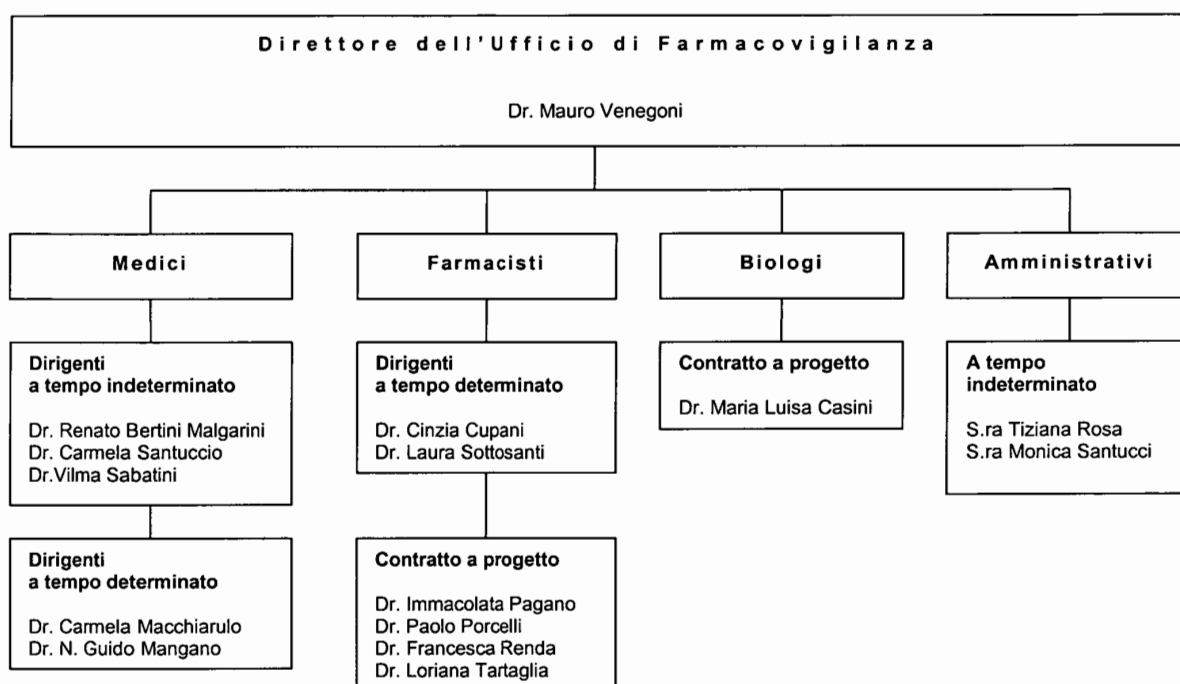 Direttore dell'Ufficio di Farmacovigilanza
Dr. Mauro Venegoni
Medici
Dirigenti
a tempo indeterminato
Dr. Renato Bertini Malgarini
Dr. Carmela Santuccio
Dr.Vilma Sabatini
Dirigenti
a tempo determinato
Dr. Carmela Macchiarulo
Dr. N. Guido Mangano
Farmacisti
Dirigenti
a tempo determinato
Dr. Cinzia Cupani
Dr. Laura Sottosanti
Contratto a progetto
Dr. Immacolata Pagano
Dr. Paolo Porcelli
Dr. Francesca Renda
Dr. Loriana Tartaglia
Biologi
Contratto a progetto
Dr. Maria Luisa Casini
Amministrativi
A tempo
indeterminato
S.ra Tiziana Rosa
S.ra Monica Santucci